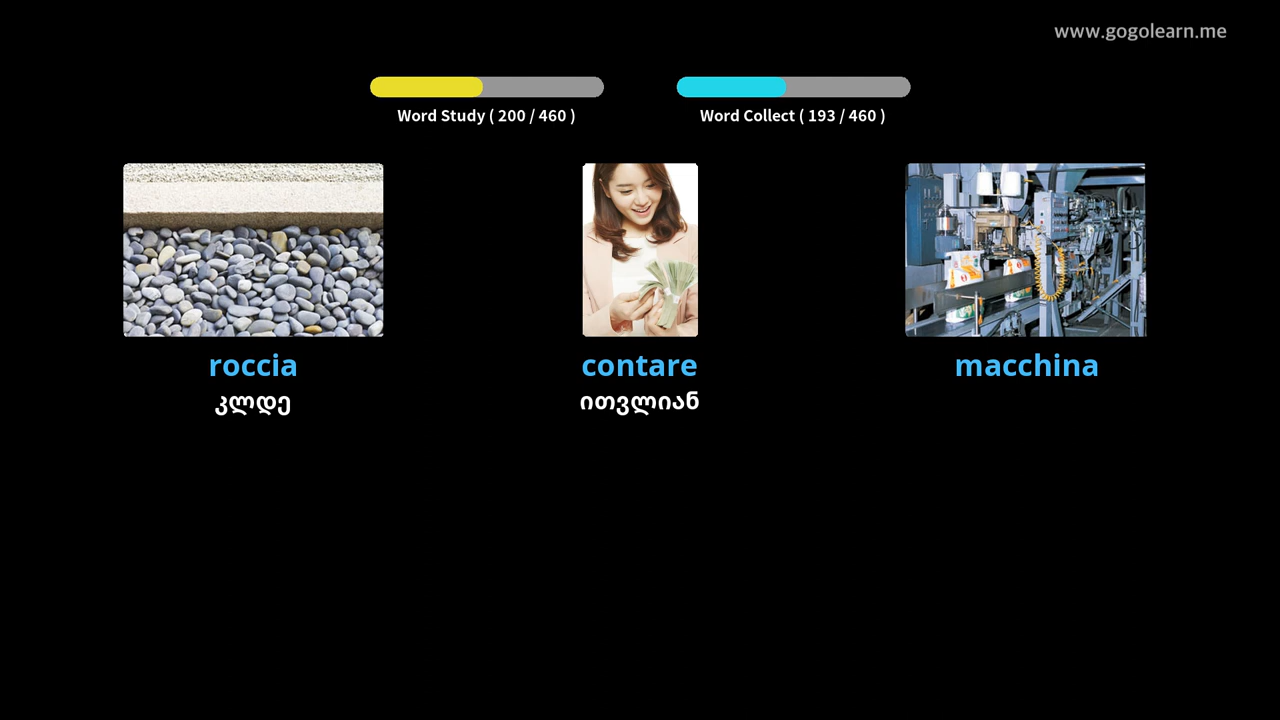 www.gogolearn.me
Word Study ( 200 / 460 )
Word Collect ( 193 / 460 )
roccia
კლდე
contare
ითვლიან
macchina